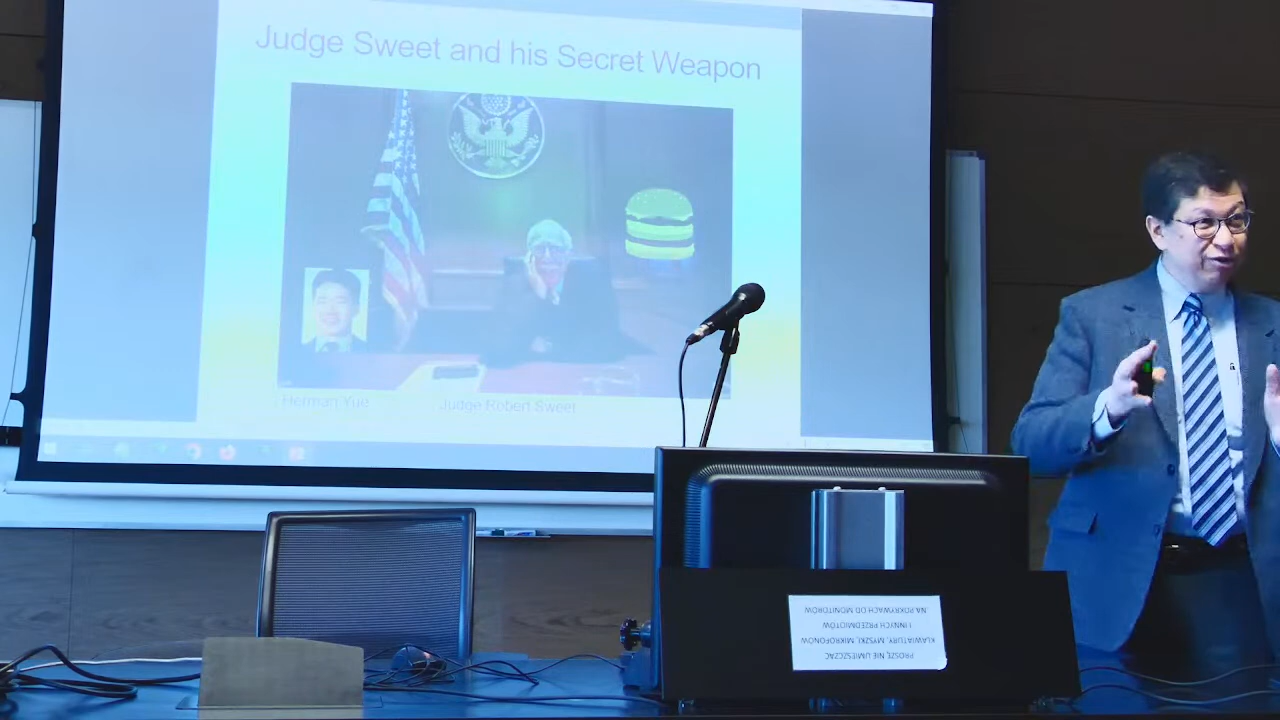 Judge Sweet and his Secret Weapon
Herman Yue
Judge Robert Sweet
PROSZĘ NIE UMIESZCZAĆ
KLAWIATURY, MYSZKI, MIKROFONÓW
I INNYCH PRZEDMIOTÓW
NA POKRYWACH OD MONITORÓW